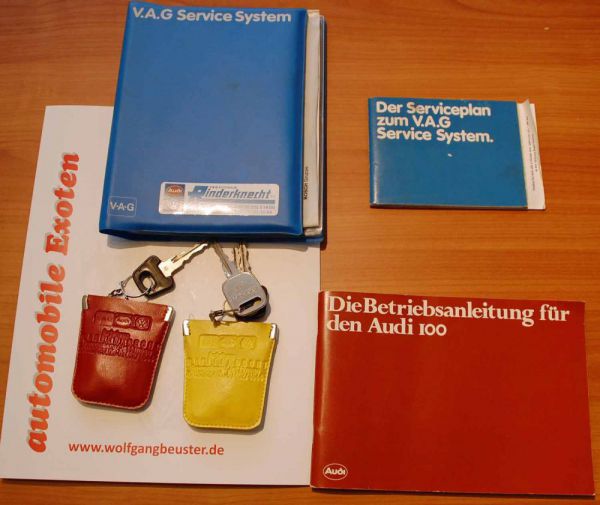 V.A.G Service System
V·A·G
Audi
Rinderknecht
Der Serviceplan
zum V.A.G
Service System.
automobile Exoten
www.wolfgangbeuster.de
Die Betriebsanleitung für
den Audi 100
Audi